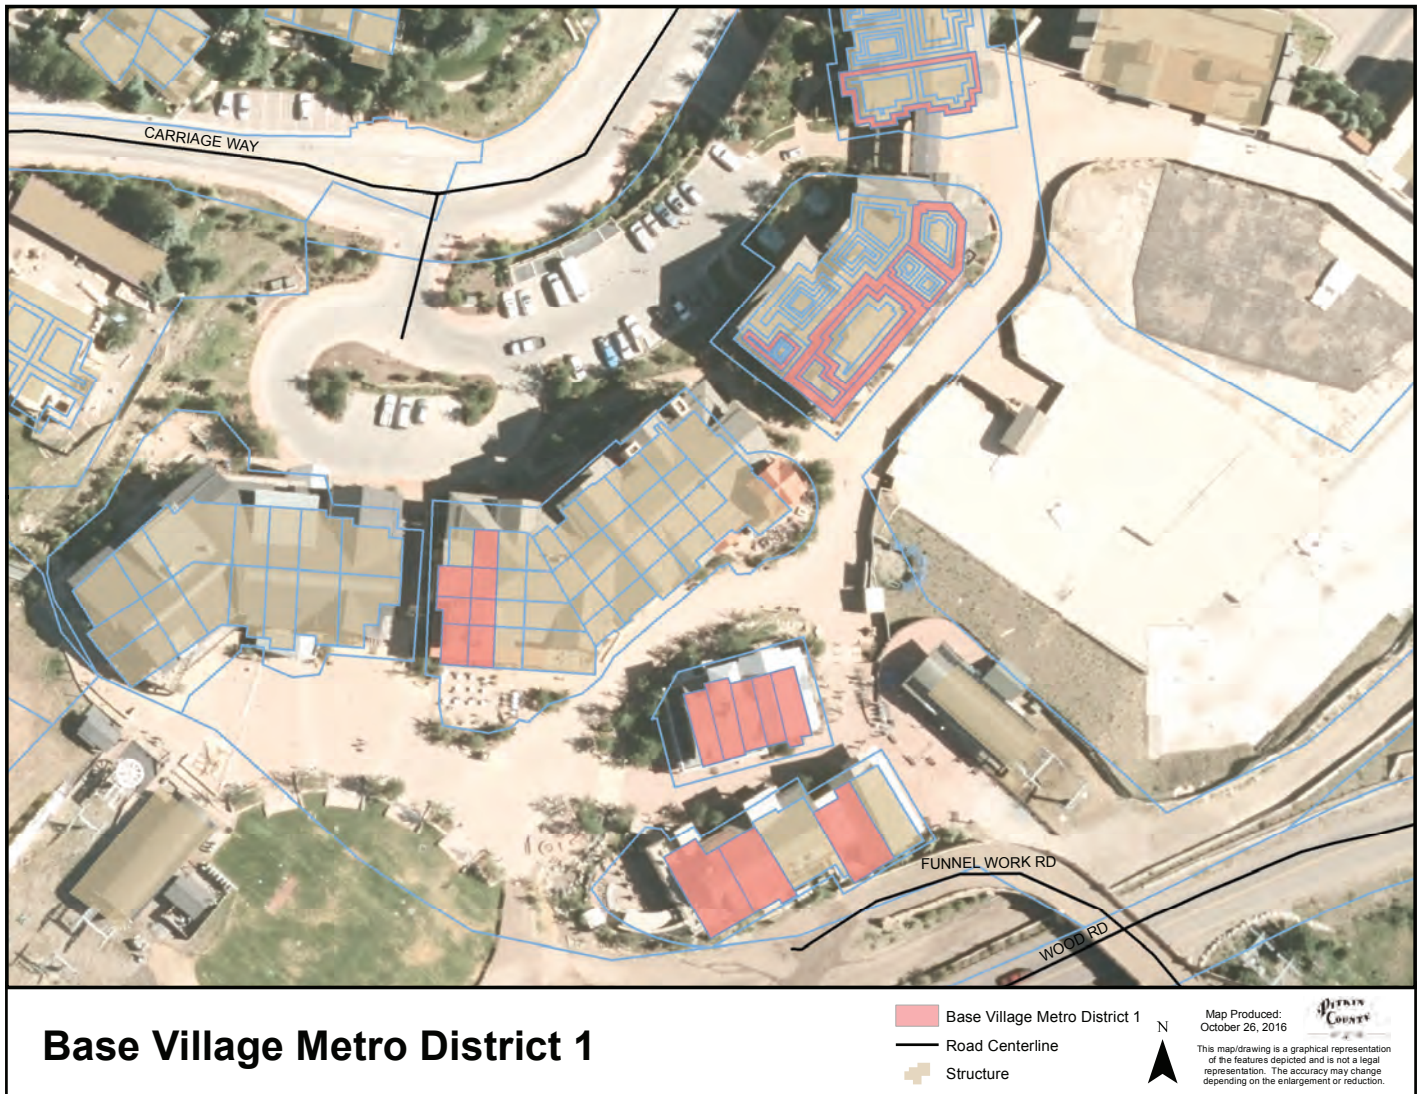 CARRIAGE WAY
FUNNEL WORK RD
WOOD RD
Base Village Metro District 1
Base Village Metro District 1
Road Centerline
Structure
N
Map Produced:
October 26, 2016
PITKIN
COUNTY
This map/drawing is a graphical representation
of the features depicted and is not a legal
representation. The accuracy may change
depending on the enlargement or reduction.